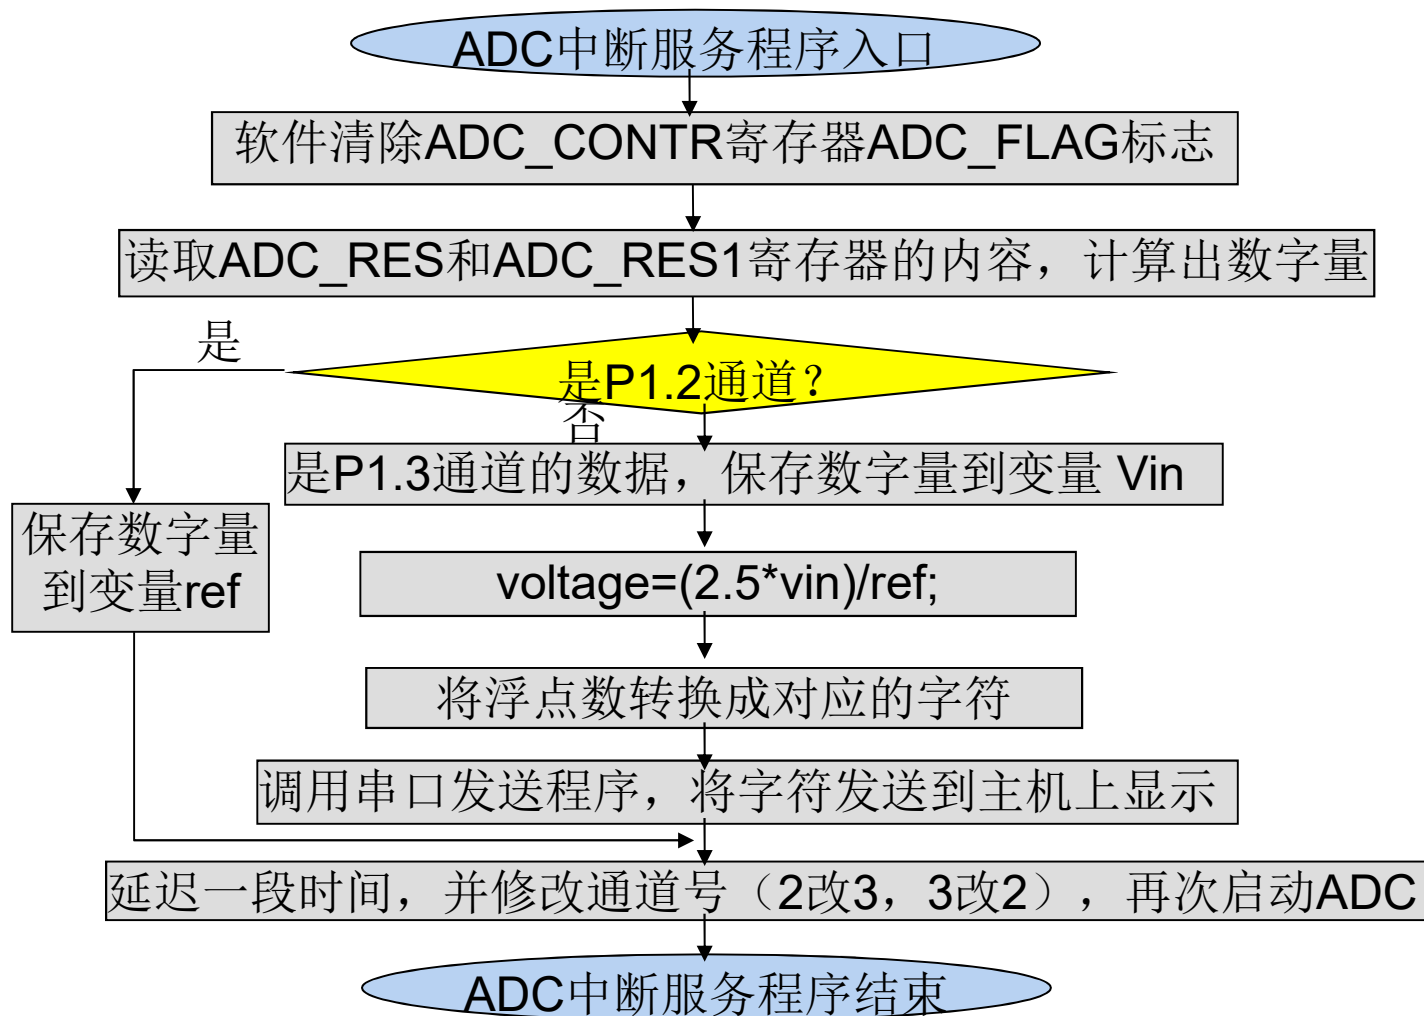 ADC中断服务程序入口
软件清除ADC_CONTR寄存器ADC_FLAG标志
读取ADC_RES和ADC_RES1寄存器的内容，计算出数字量
是
是P1.2通道？
否
是P1.3通道的数据，保存数字量到变量 Vin
保存数字量
到变量ref
voltage=(2.5*vin)/ref;
将浮点数转换成对应的字符
调用串口发送程序，将字符发送到主机上显示
延迟一段时间，并修改通道号（2改3，3改2），再次启动ADC
ADC中断服务程序结束